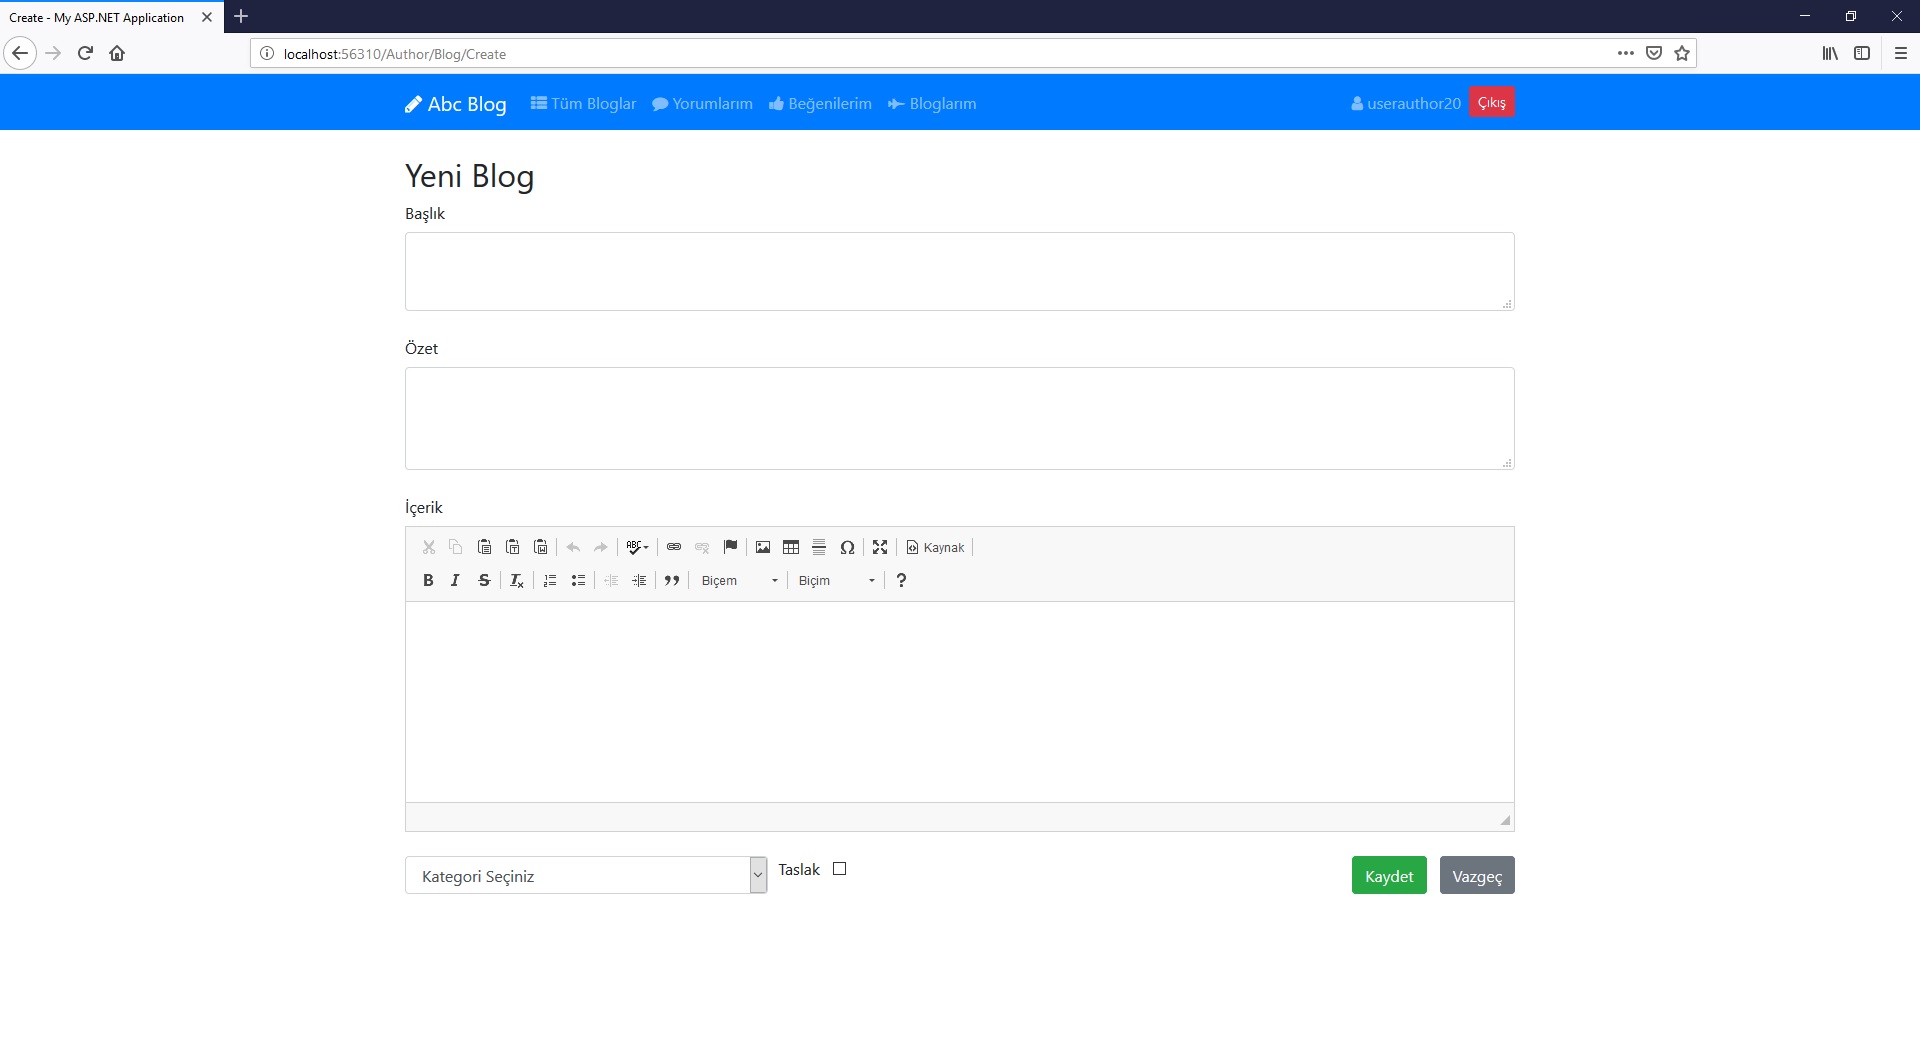 Create - My ASP.NET Application
localhost:56310/Author/Blog/Create
Abc Blog Tüm Bloglar Yorumlarım Beğenilerim Bloglarım userauthor20 Çıkış
Yeni Blog
Başlık
Özet
İçerik
ABC Kaynak
B I S Biçem Biçim ?
Kategori Seçiniz Taslak Kaydet Vazgeç